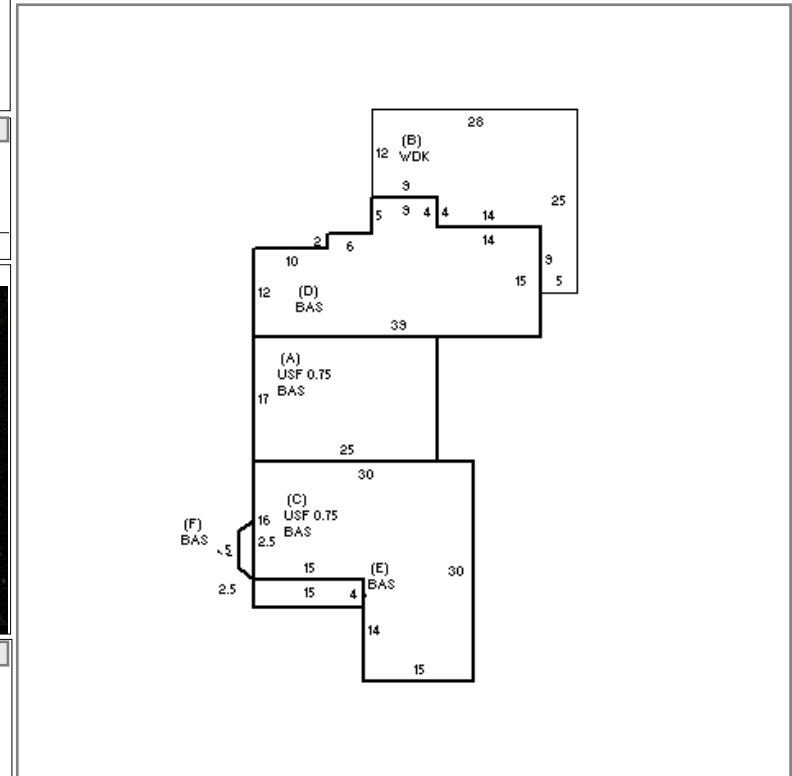 28
(B)
12 WDK
9
25
5 9 4 4 14
2 6 14
10 9
12 (D) 15 5
BAS
39
(A)
USF 0.75
17 BAS
25
30
(C)
(F) 16 USF 0.75
BAS 2.5 BAS
5
15 (E)
30
2.5 15 4 BAS
14
15